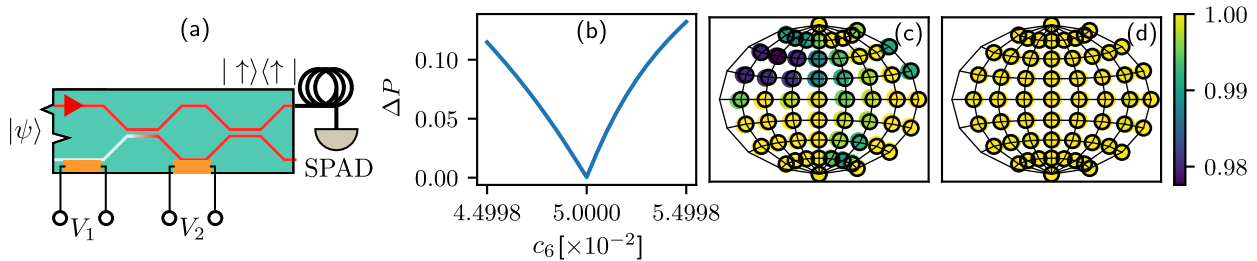 (a)
|ψ⟩
|↑⟩⟨↑|
SPAD
V₁
V₂
(b)
ΔP
0.10
0.05
0.00
4.4998
5.0000
5.4998
c₆[×10⁻²]
(c)
(d)
1.00
0.99
0.98